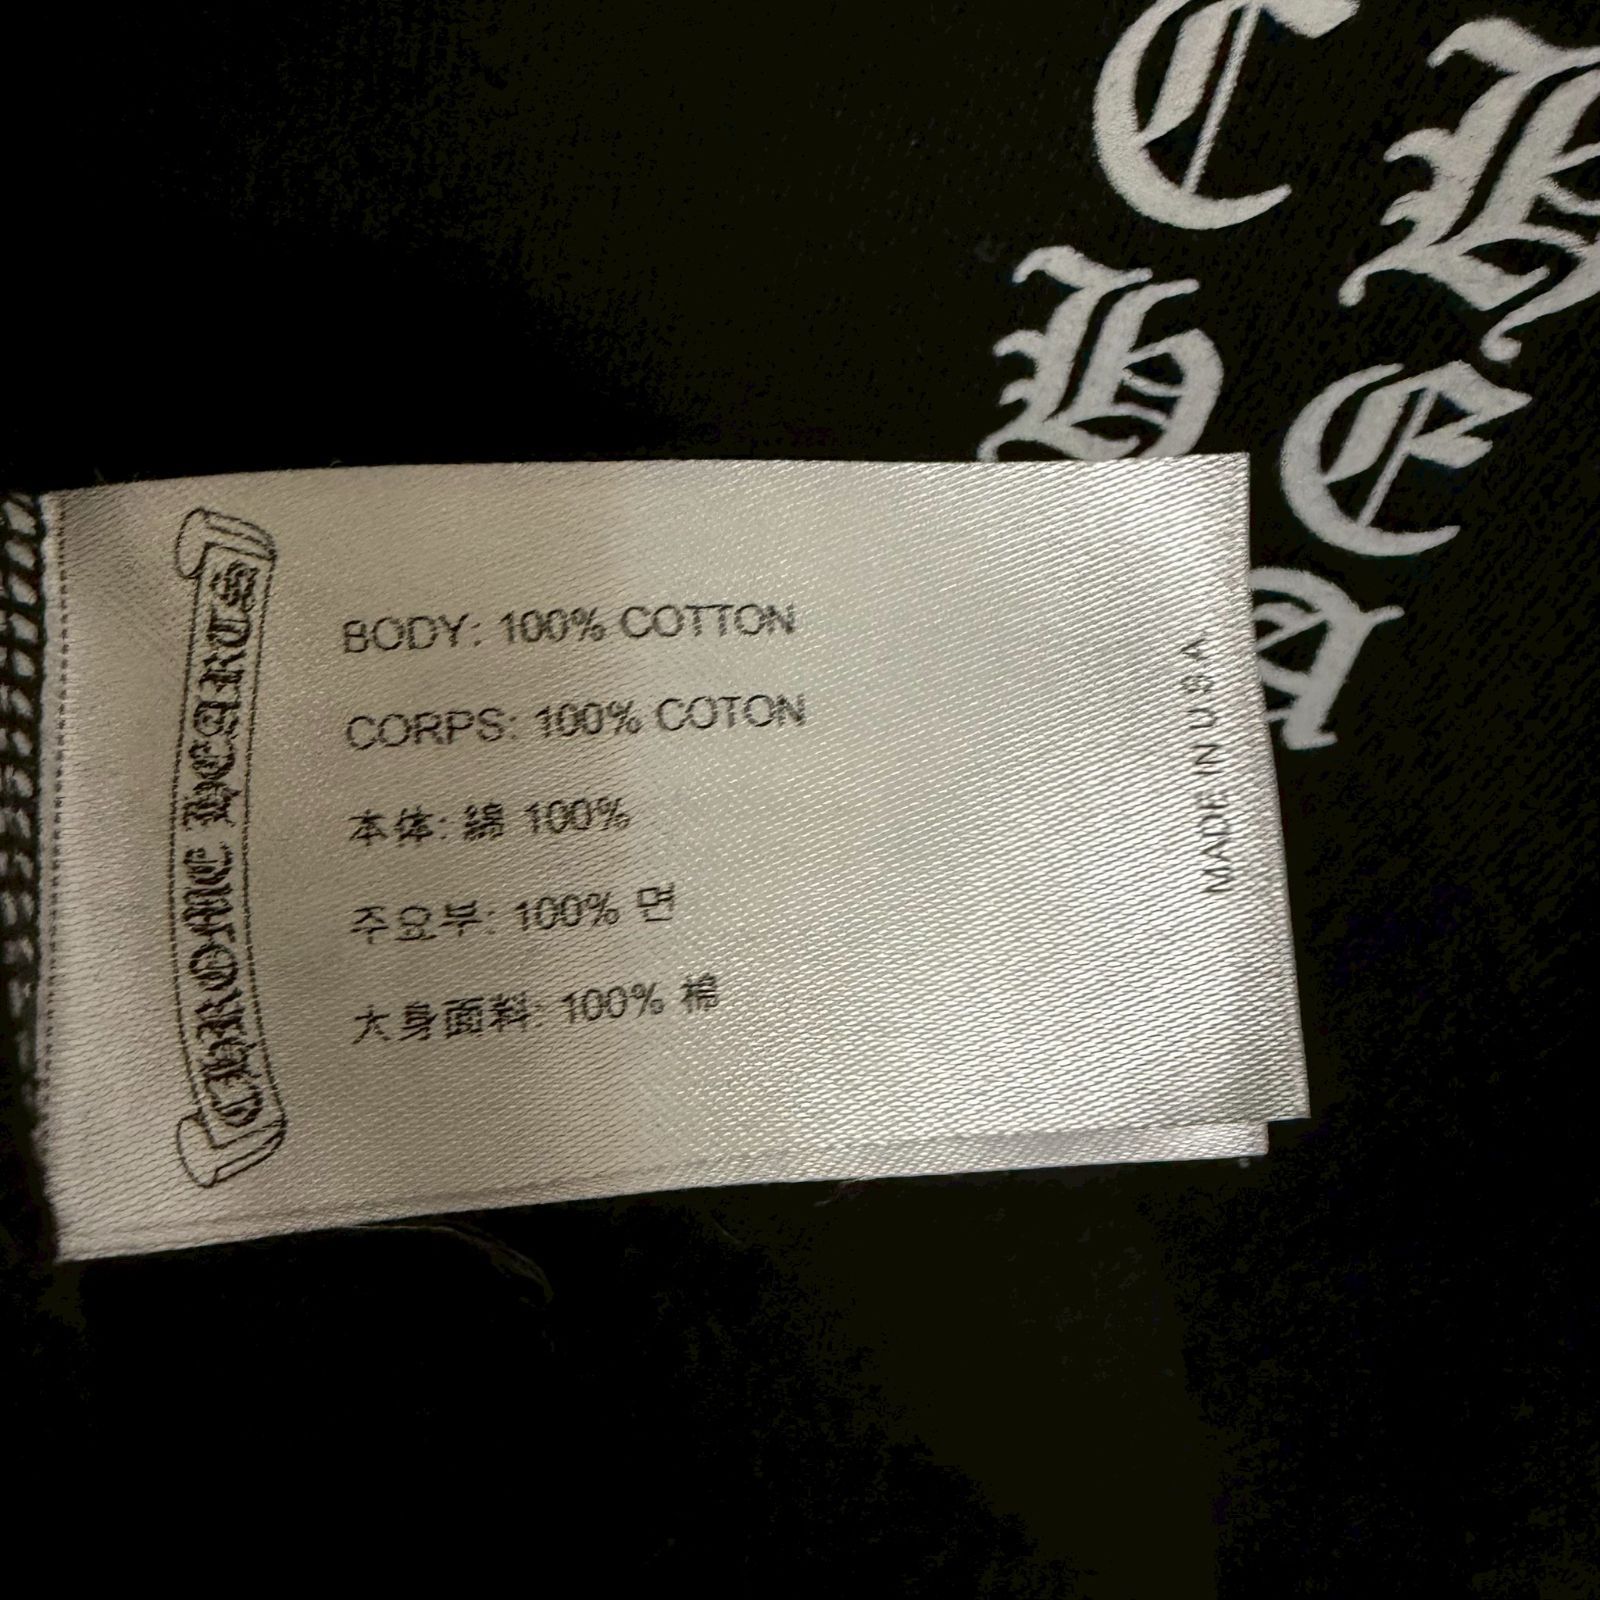 C H
H E
A
CHROME HEARTS
BODY: 100% COTTON
CORPS: 100% COTON
本体: 綿 100%
주요부: 100% 면
大身面料: 100% 棉
MADE IN U S A